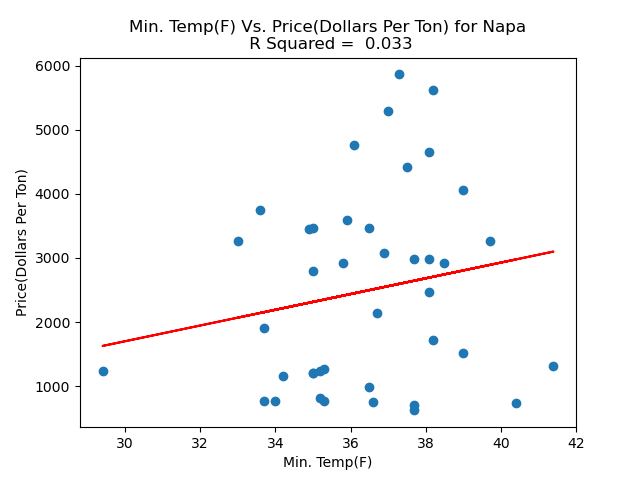 Min. Temp(F) Vs. Price(Dollars Per Ton) for Napa
R Squared =  0.033
Price(Dollars Per Ton)
6000
5000
4000
3000
2000
1000
30 32 34 36 38 40 42
Min. Temp(F)